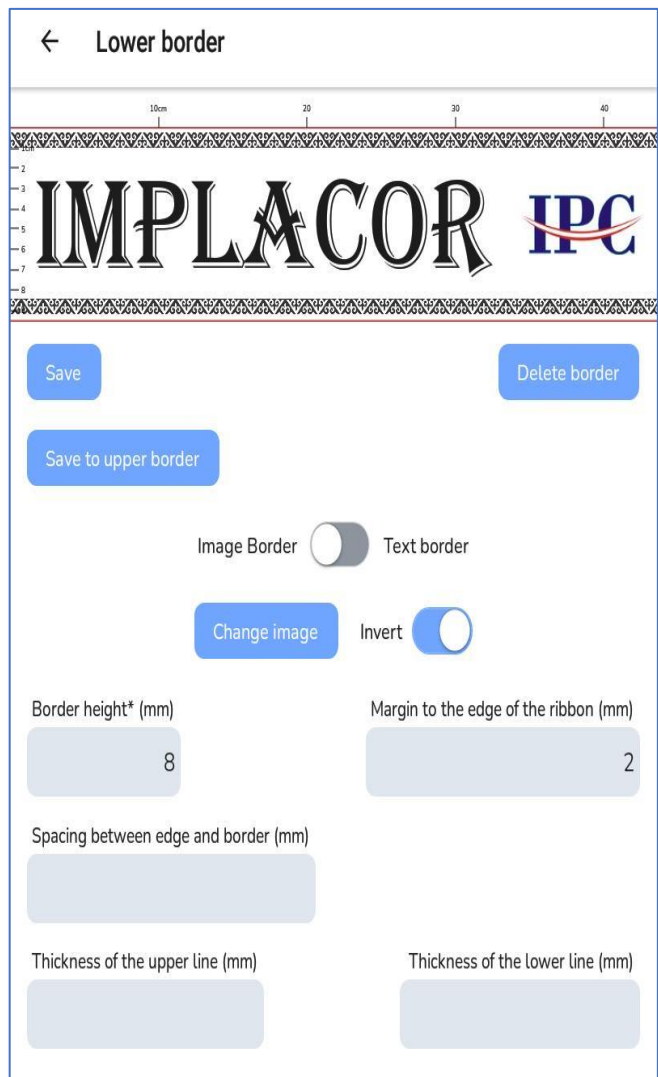 Lower border
10cm 20 30 40
1cm
2
3
4
5
6
7
8
IMPLACOR IPC
Save Delete border
Save to upper border
Image Border Text border
Change image Invert
Border height* (mm) Margin to the edge of the ribbon (mm)
8 2
Spacing between edge and border (mm)
Thickness of the upper line (mm) Thickness of the lower line (mm)